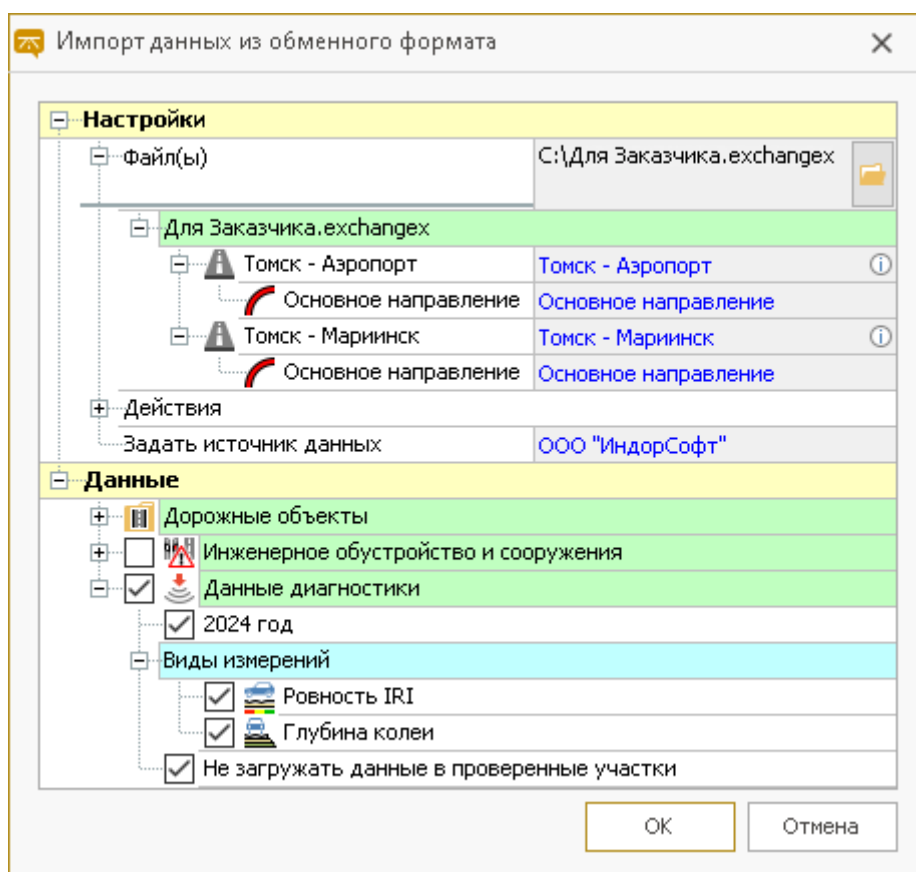 Импорт данных из обменного формата
Настройки
Файл(ы) C:\Для Заказчика.exchangex
Для Заказчика.exchangex
Томск - Аэропорт Томск - Аэропорт
Основное направление Основное направление
Томск - Мариинск Томск - Мариинск
Основное направление Основное направление
Действия
Задать источник данных ООО "ИндорСофт"
Данные
Дорожные объекты
Инженерное обустройство и сооружения
Данные диагностики
2024 год
Виды измерений
Ровность IRI
Глубина колеи
Не загружать данные в проверенные участки
ОК Отмена